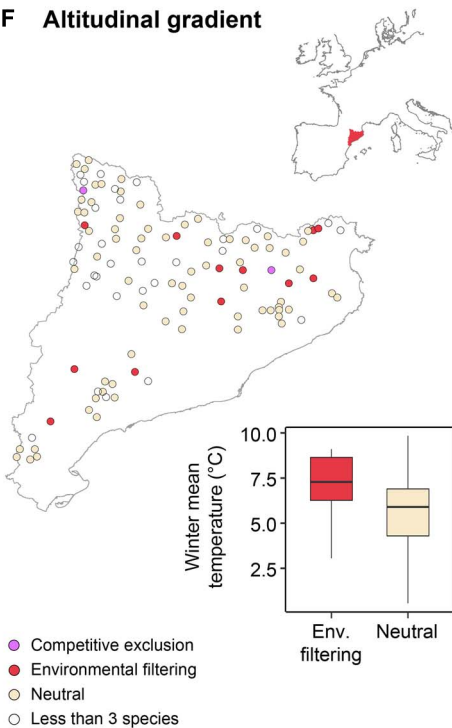 F Altitudinal gradient
10.0
7.5
5.0
2.5
Winter mean
temperature (°C)
Env.
filtering
Neutral
Competitive exclusion
Environmental filtering
Neutral
Less than 3 species